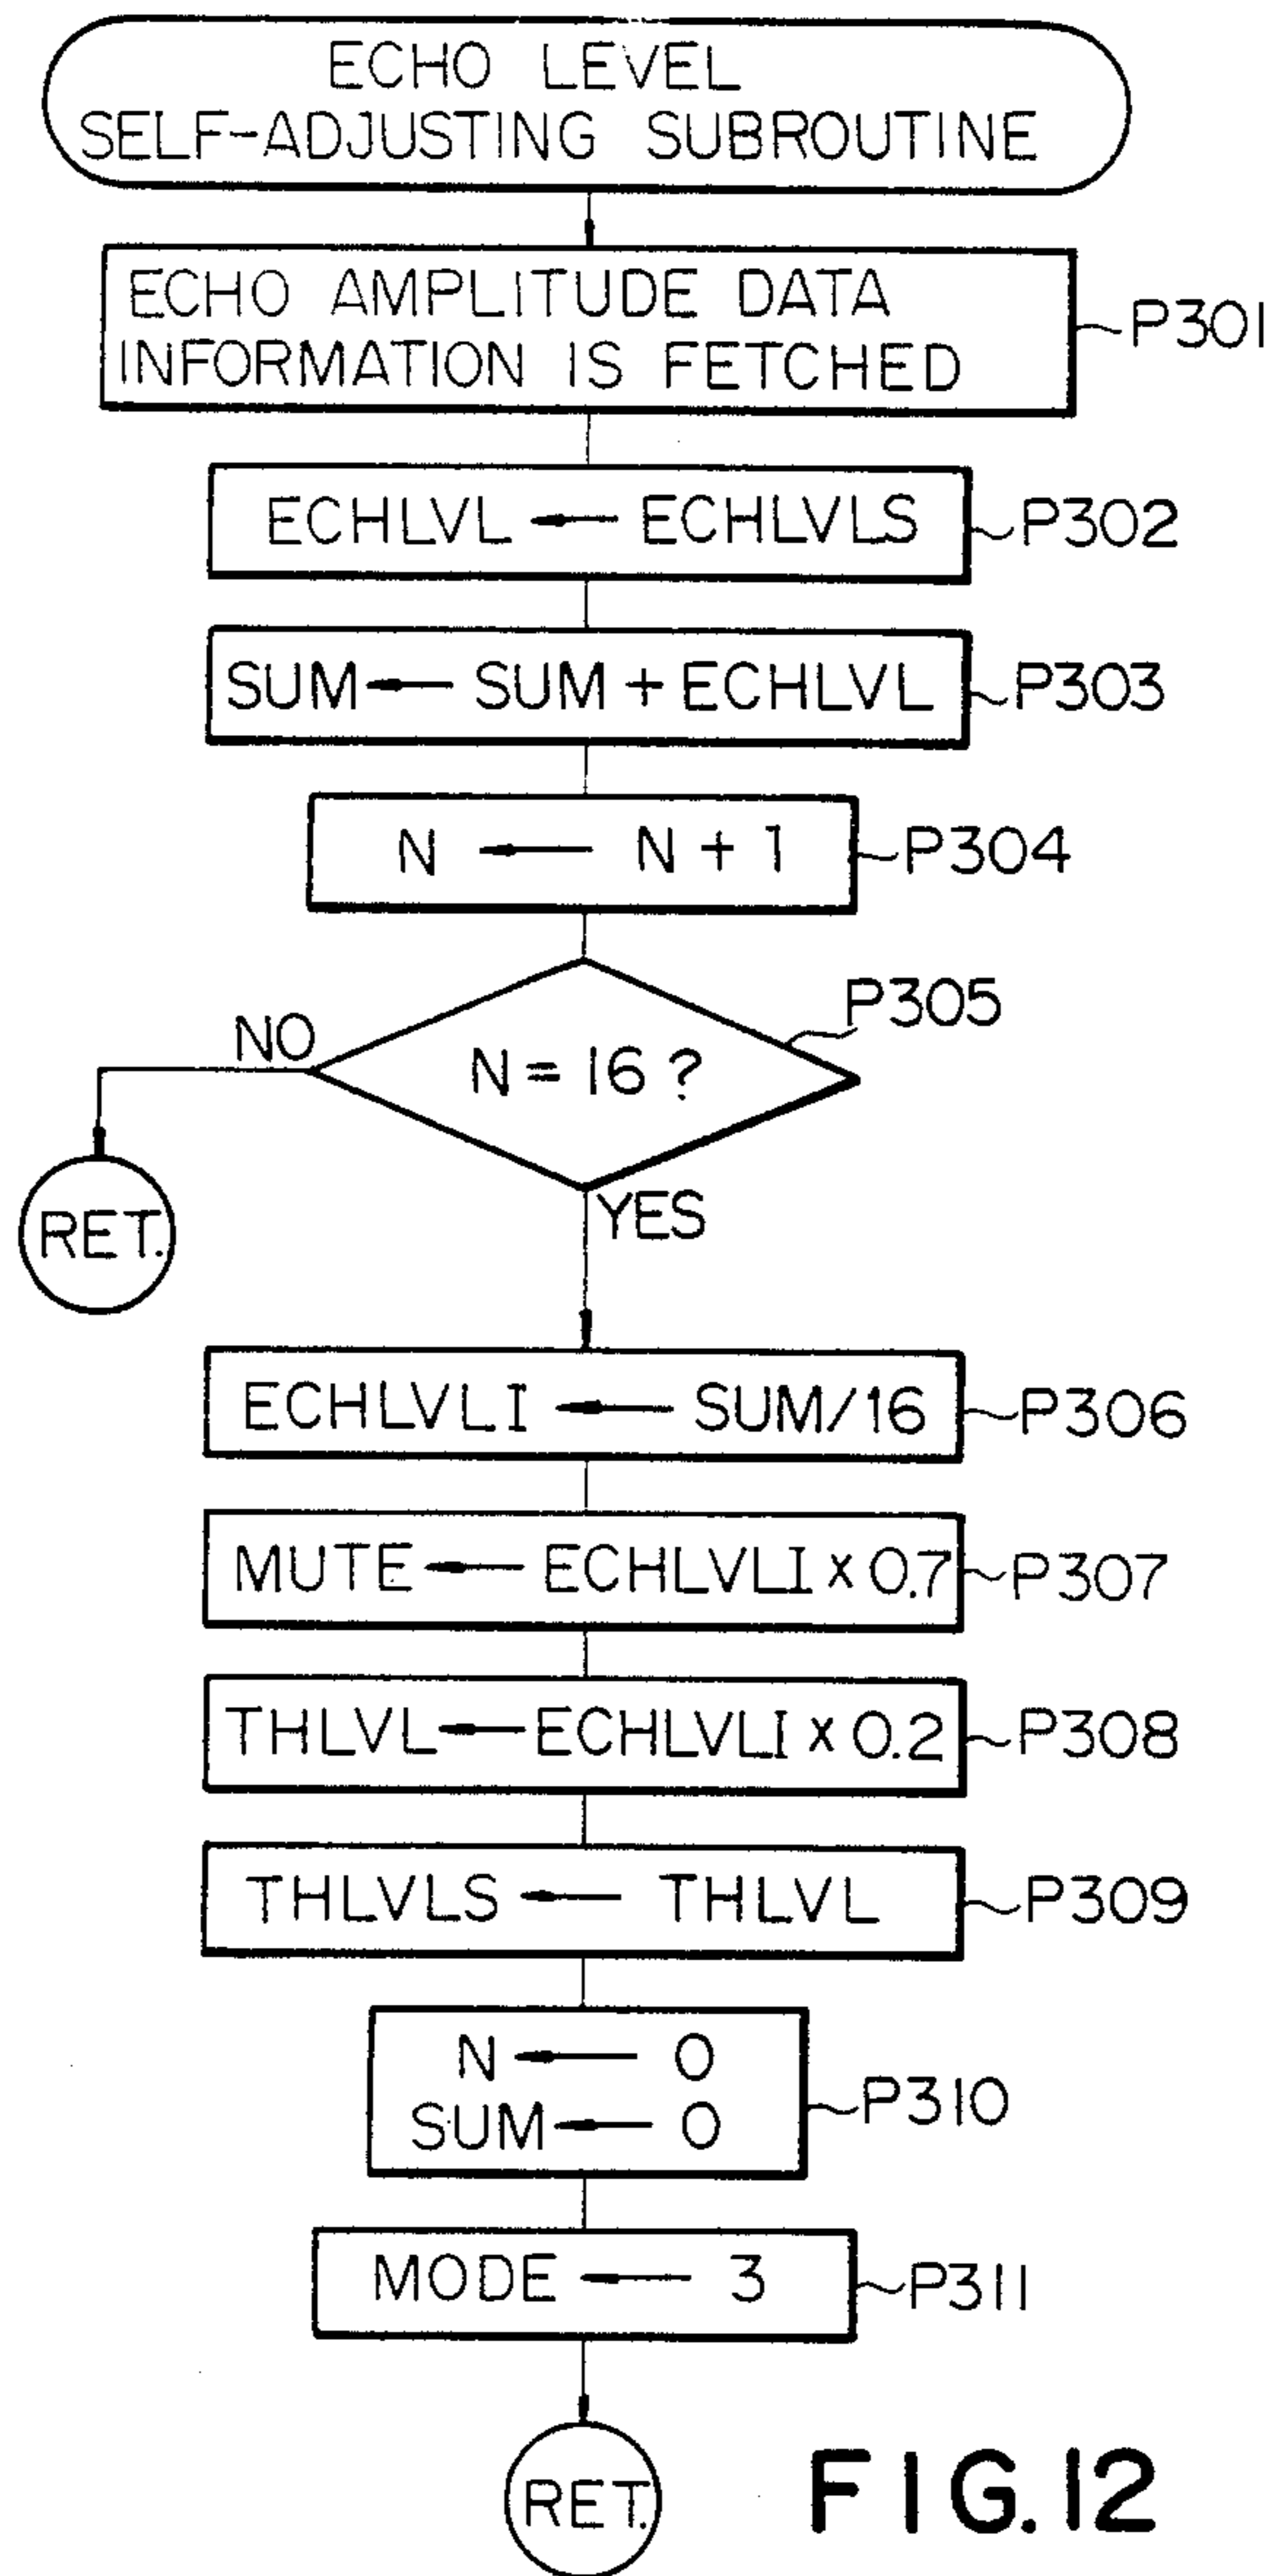 ECHO LEVEL
SELF-ADJUSTING SUBROUTINE
ECHO AMPLITUDE DATA
INFORMATION IS FETCHED
P301
ECHLVL ← ECHLVLS
P302
SUM ← SUM + ECHLVL
P303
N ← N + 1
P304
P305
NO
N = 16 ?
RET.
YES
ECHLVLI ← SUM/16
P306
MUTE ← ECHLVLI × 0.7
P307
THLVL ← ECHLVLI × 0.2
P308
THLVLS ← THLVL
P309
N ← 0
SUM ← 0
P310
MODE ← 3
P311
RET.
FIG.12